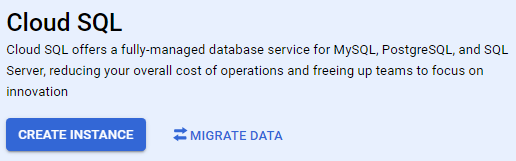 Cloud SQL
Cloud SQL offers a fully-managed database service for MySQL, PostgreSQL, and SQL
Server, reducing your overall cost of operations and freeing up teams to focus on
innovation
CREATE INSTANCE
MIGRATE DATA